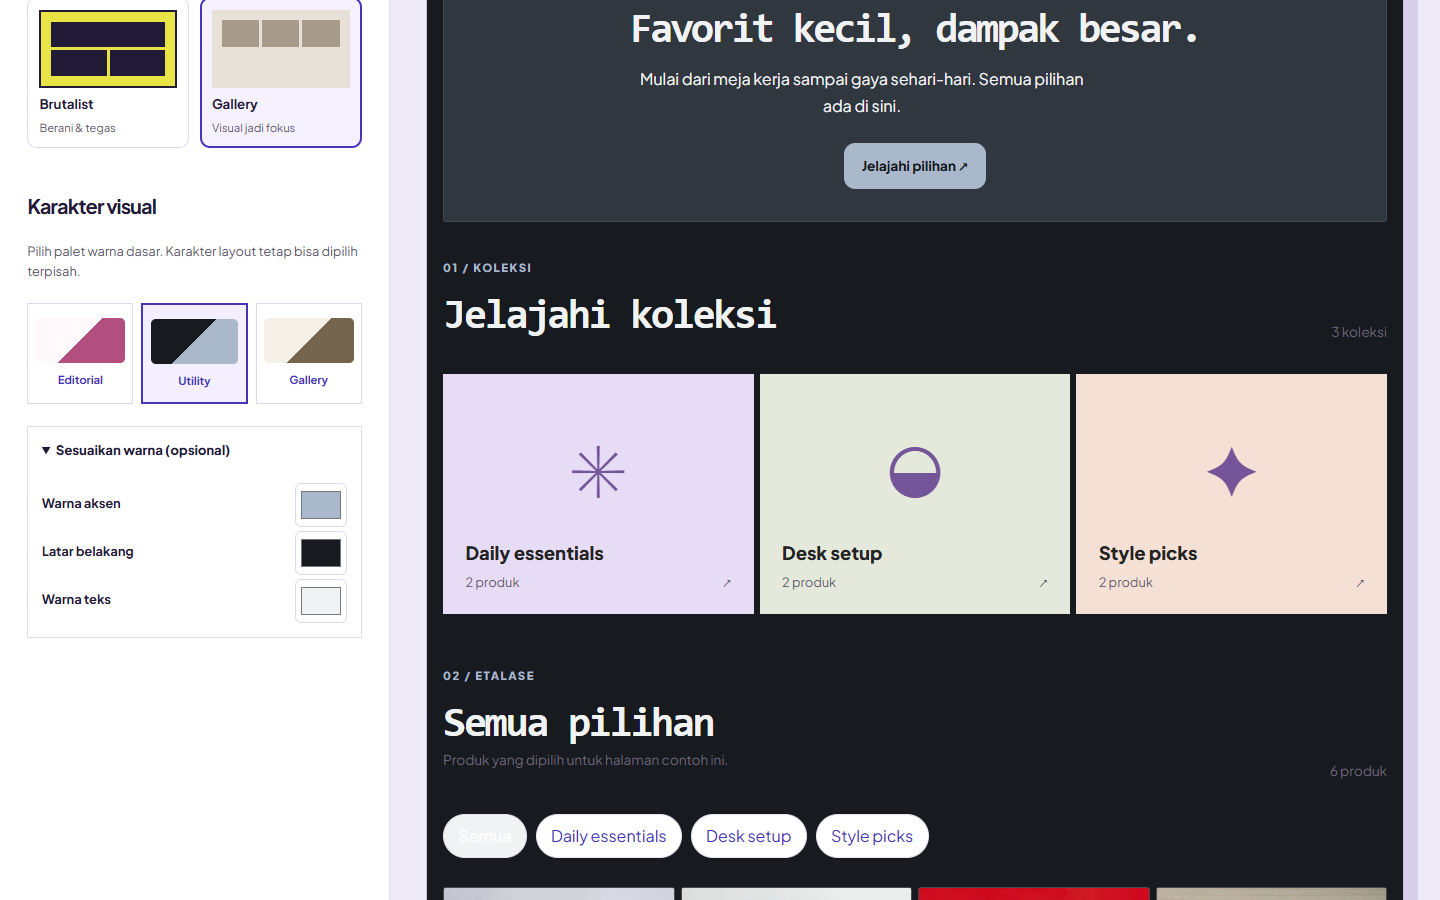 Brutalist
Berani & tegas
Gallery
Visual jadi fokus
Karakter visual
Pilih palet warna dasar. Karakter layout tetap bisa dipilih
terpisah.
Editorial
Utility
Gallery
▼ Sesuaikan warna (opsional)
Warna aksen
Latar belakang
Warna teks
Favorit kecil, dampak besar.
Mulai dari meja kerja sampai gaya sehari-hari. Semua pilihan
ada di sini.
Jelajahi pilihan ↗
01 / KOLEKSI
Jelajahi koleksi
3 koleksi
Daily essentials
2 produk ↗
Desk setup
2 produk ↗
Style picks
2 produk ↗
02 / ETALASE
Semua pilihan
Produk yang dipilih untuk halaman contoh ini.
6 produk
Semua
Daily essentials
Desk setup
Style picks